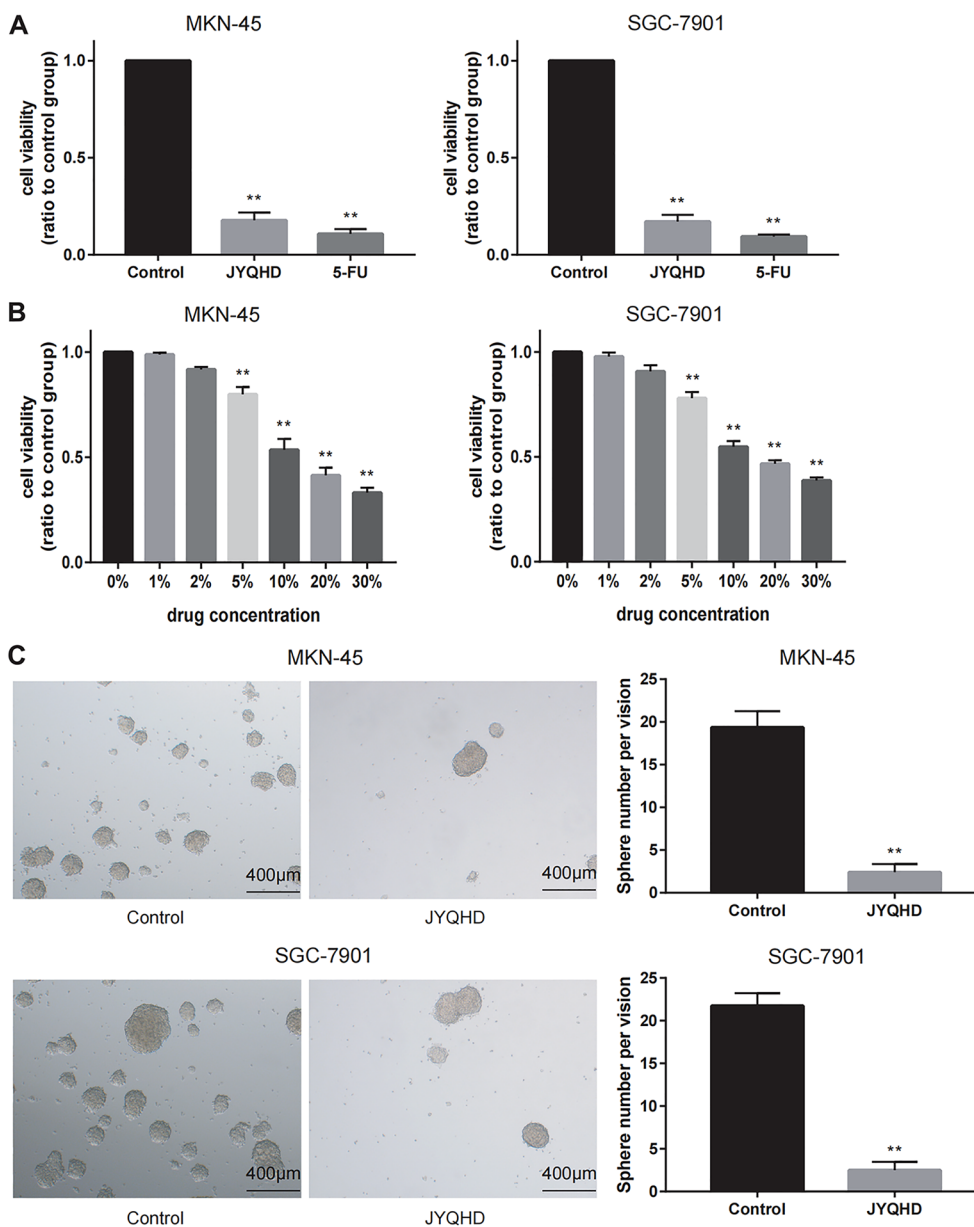 A
MKN-45
SGC-7901
cell viability
(ratio to control group)
1.0
0.5
0.0
**
**
Control
JYQHD
5-FU
cell viability
(ratio to control group)
1.0
0.5
0.0
**
**
Control
JYQHD
5-FU
B
MKN-45
SGC-7901
cell viability
(ratio to control group)
1.0
0.5
0.0
**
**
**
**
0%
1%
2%
5%
10%
20%
30%
drug concentration
cell viability
(ratio to control group)
1.0
0.5
0.0
**
**
**
**
0%
1%
2%
5%
10%
20%
30%
drug concentration
C
MKN-45
400μm
Control
400μm
JYQHD
MKN-45
Sphere number per vision
25
20
15
10
5
0
**
Control
JYQHD
SGC-7901
400μm
Control
400μm
JYQHD
SGC-7901
Sphere number per vision
25
20
15
10
5
0
**
Control
JYQHD